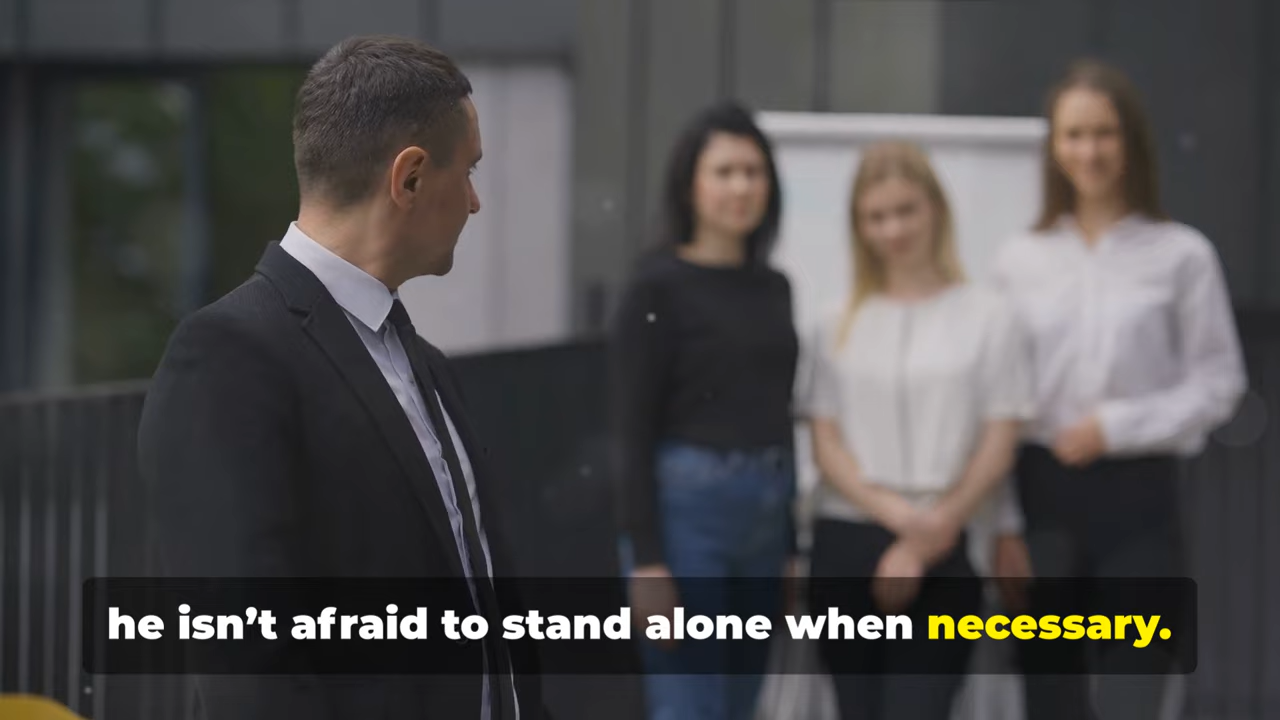 he isn’t afraid to stand alone when necessary.